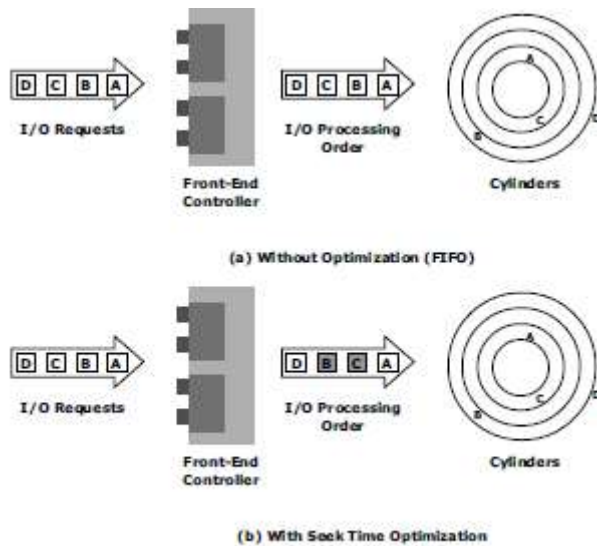 D C B A
I/O Requests
Front-End
Controller
D C B A
I/O Processing
Order
A
B
C
D
Cylinders
(a) Without Optimization (FIFO)
D C B A
I/O Requests
Front-End
Controller
D B C A
I/O Processing
Order
A
B
C
D
Cylinders
(b) With Seek Time Optimization